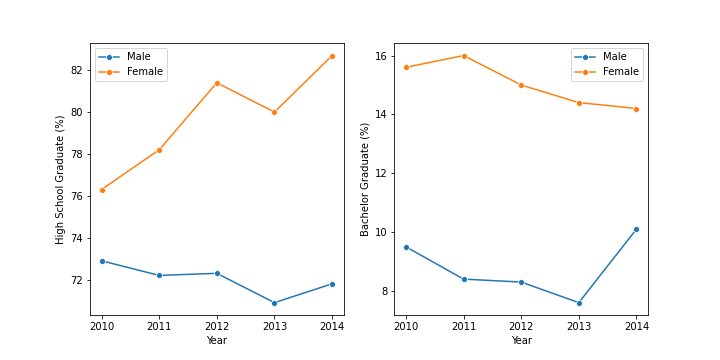 Male
Female
High School Graduate (%)
82
80
78
76
74
72
2010 2011 2012 2013 2014
Year
Male
Female
Bachelor Graduate (%)
16
14
12
10
8
2010 2011 2012 2013 2014
Year